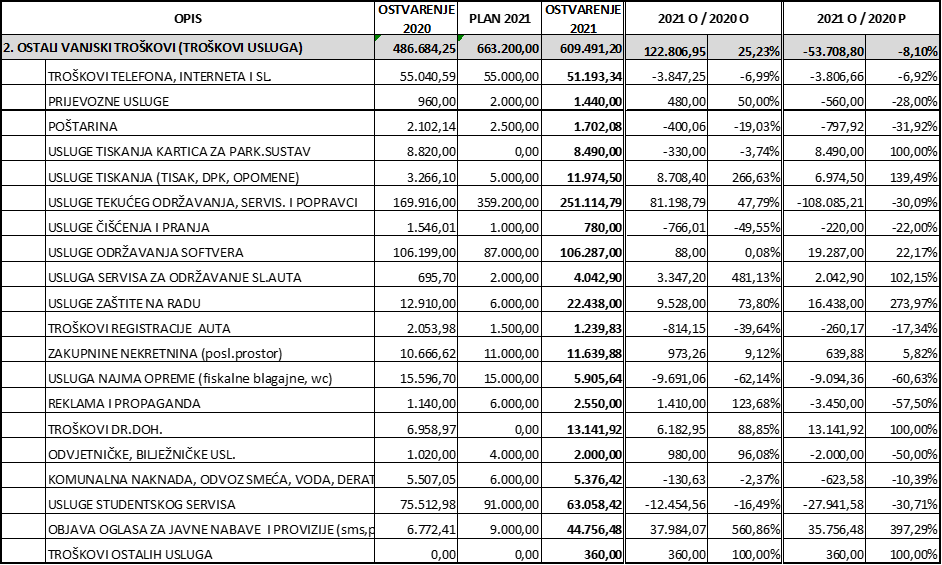 OPIS OSTVARENJE 2020 PLAN 2021 OSTVARENJE 2021 2021 O / 2020 O 2021 O / 2020 P
2. OSTALI VANJSKI TROŠKOVI (TROŠKOVI USLUGA) 486.684,25 663.200,00 609.491,20 122.806,95 25,23% -53.708,80 -8,10%
TROŠKOVI TELEFONA, INTERNETA I SL. 55.040,59 55.000,00 51.193,34 -3.847,25 -6,99% -3.806,66 -6,92%
PRIJEVOZNE USLUGE 960,00 2.000,00 1.440,00 480,00 50,00% -560,00 -28,00%
POŠTARINA 2.102,14 2.500,00 1.702,08 -400,06 -19,03% -797,92 -31,92%
USLUGE TISKANJA KARTICA ZA PARK.SUSTAV 8.820,00 0,00 8.490,00 -330,00 -3,74% 8.490,00 100,00%
USLUGE TISKANJA (TISAK, DPK, OPOMENE) 3.266,10 5.000,00 11.974,50 8.708,40 266,63% 6.974,50 139,49%
USLUGE TEKUĆEG ODRŽAVANJA, SERVIS. I POPRAVCI 169.916,00 359.200,00 251.114,79 81.198,79 47,79% -108.085,21 -30,09%
USLUGE ČIŠĆENJA I PRANJA 1.546,01 1.000,00 780,00 -766,01 -49,55% -220,00 -22,00%
USLUGE ODRŽAVANJA SOFTVERA 106.199,00 87.000,00 106.287,00 88,00 0,08% 19.287,00 22,17%
USLUGA SERVISA ZA ODRŽAVANJE SL.AUTA 695,70 2.000,00 4.042,90 3.347,20 481,13% 2.042,90 102,15%
USLUGE ZAŠTITE NA RADU 12.910,00 6.000,00 22.438,00 9.528,00 73,80% 16.438,00 273,97%
TROŠKOVI REGISTRACIJE AUTA 2.053,98 1.500,00 1.239,83 -814,15 -39,64% -260,17 -17,34%
ZAKUPNINE NEKRETNINA (posl.prostor) 10.666,62 11.000,00 11.639,88 973,26 9,12% 639,88 5,82%
USLUGA NAJMA OPREME (fiskalne blagajne, wc) 15.596,70 15.000,00 5.905,64 -9.691,06 -62,14% -9.094,36 -60,63%
REKLAMA I PROPAGANDA 1.140,00 6.000,00 2.550,00 1.410,00 123,68% -3.450,00 -57,50%
TROŠKOVI DR.DOH. 6.958,97 0,00 13.141,92 6.182,95 88,85% 13.141,92 100,00%
ODVJETNIČKE, BILJEŽNIČKE USL. 1.020,00 4.000,00 2.000,00 980,00 96,08% -2.000,00 -50,00%
KOMUNALNA NAKNADA, ODVOZ SMEĆA, VODA, DERAT 5.507,05 6.000,00 5.376,42 -130,63 -2,37% -623,58 -10,39%
USLUGE STUDENTSKOG SERVISA 75.512,98 91.000,00 63.058,42 -12.454,56 -16,49% -27.941,58 -30,71%
OBJAVA OGLASA ZA JAVNE NABAVE I PROVIZIJE (sms,p 6.772,41 9.000,00 44.756,48 37.984,07 560,86% 35.756,48 397,29%
TROŠKOVI OSTALIH USLUGA 0,00 0,00 360,00 360,00 100,00% 360,00 100,00%